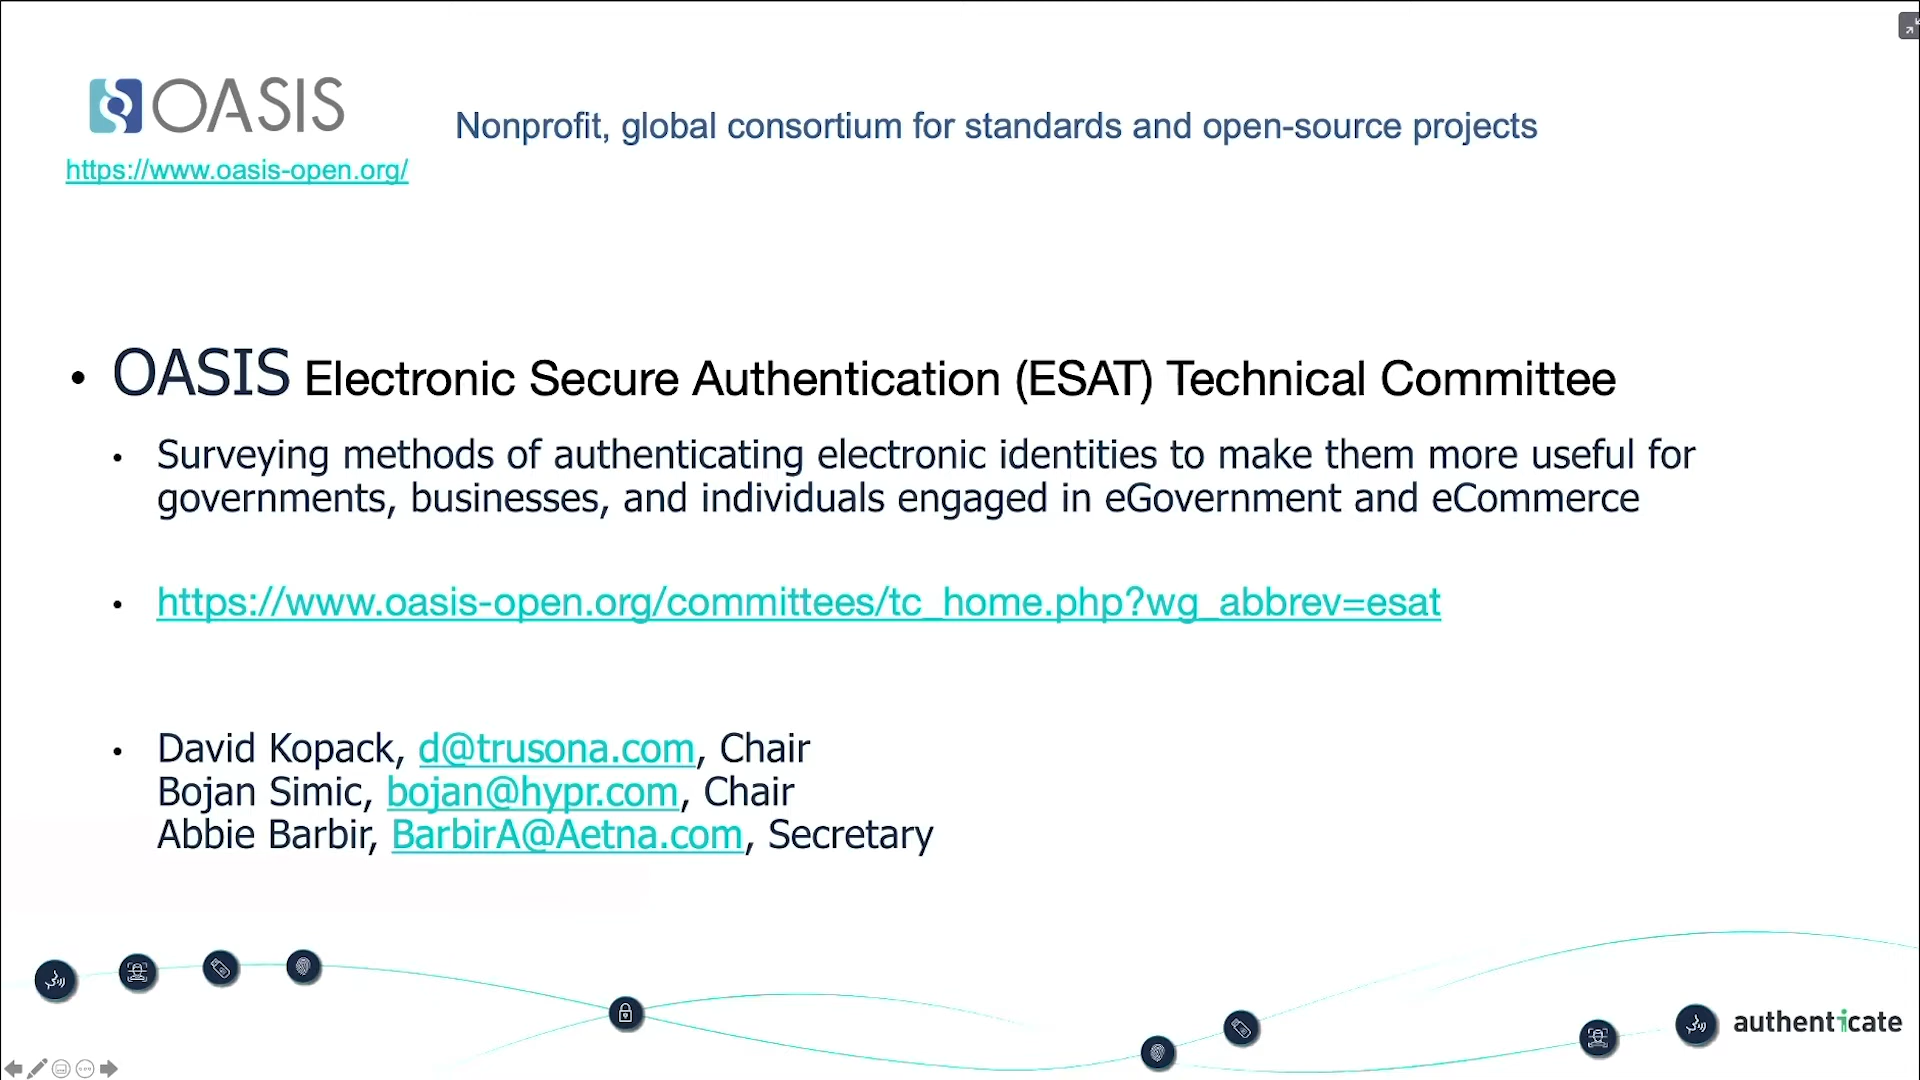 OASIS
Nonprofit, global consortium for standards and open-source projects
https://www.oasis-open.org/
• OASIS Electronic Secure Authentication (ESAT) Technical Committee
• Surveying methods of authenticating electronic identities to make them more useful for
governments, businesses, and individuals engaged in eGovernment and eCommerce
• https://www.oasis-open.org/committees/tc_home.php?wg_abbrev=esat
• David Kopack, d@trusona.com, Chair
Bojan Simic, bojan@hypr.com, Chair
Abbie Barbir, BarbirA@Aetna.com, Secretary
authenticate